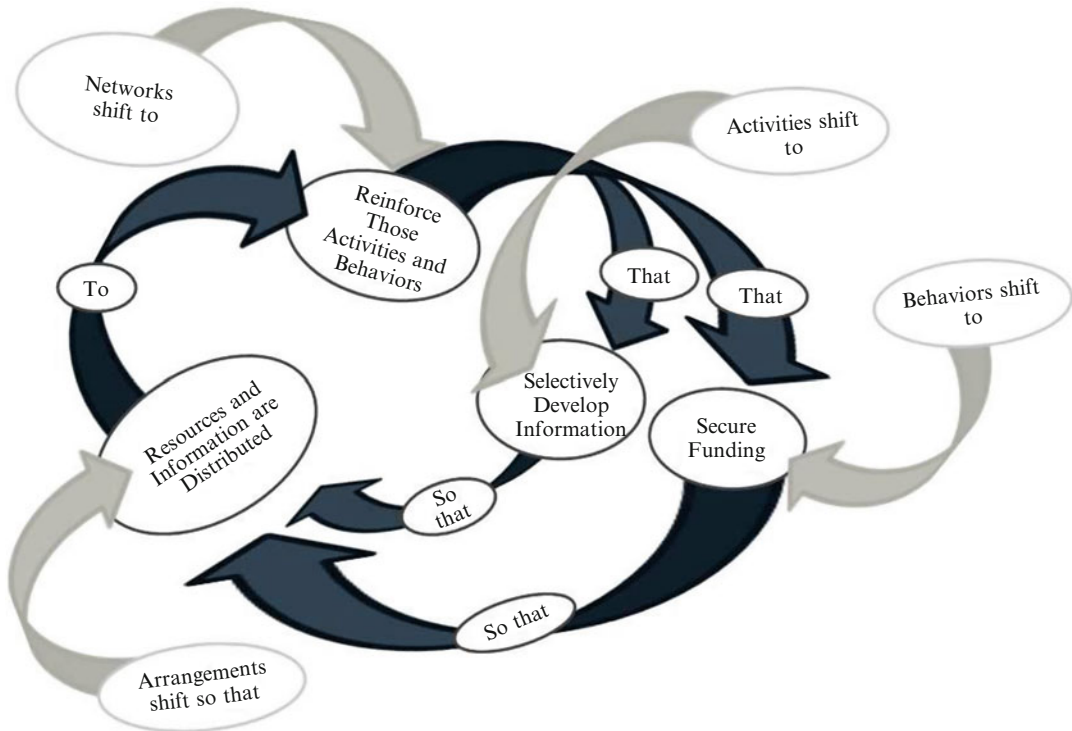 Networks
shift to
Activities shift
to
Reinforce
Those
Activities and
Behaviors
To
That
That
Behaviors shift
to
Resources and
Information are
Distributed
Selectively
Develop
Information
Secure
Funding
So
that
So that
Arrangements
shift so that